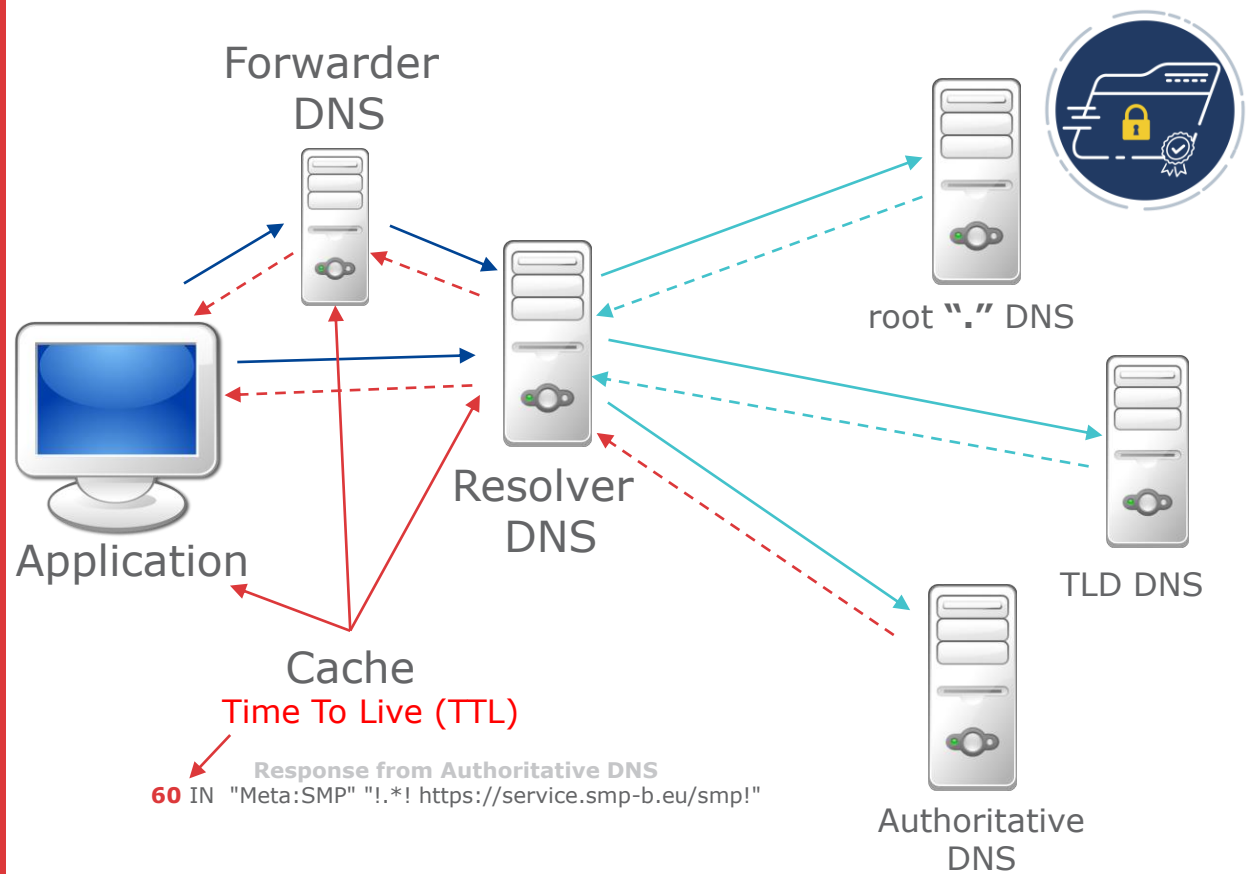 Forwarder
DNS
root “.” DNS
Resolver
DNS
Application
TLD DNS
Cache
Time To Live (TTL)
Response from Authoritative DNS
60 IN "Meta:SMP" "!.*! https://service.smp-b.eu/smp!"
Authoritative
DNS